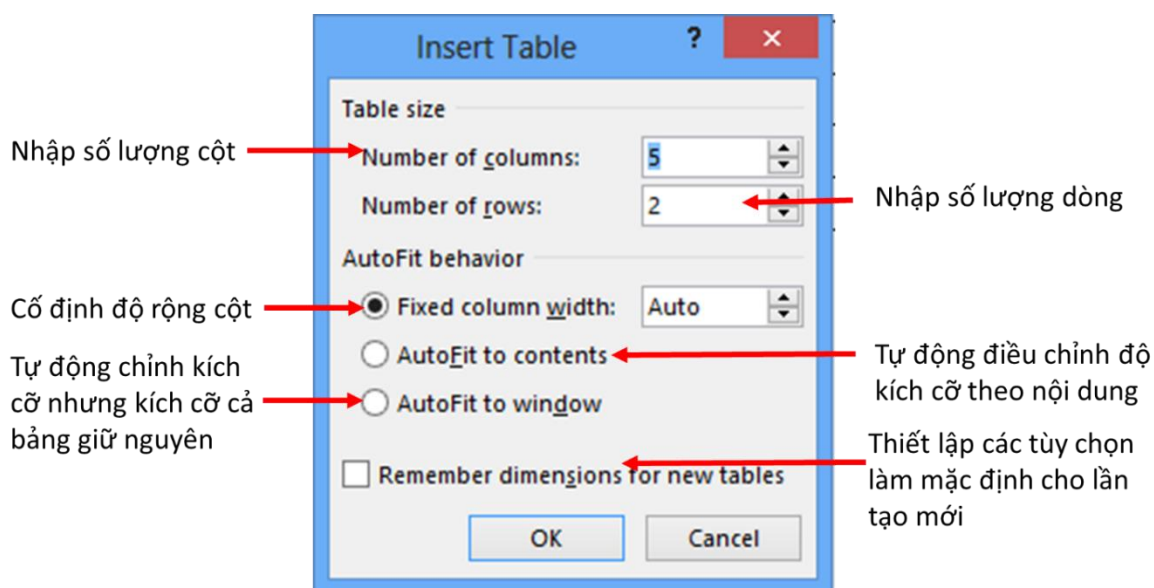 Insert Table
?
×
Table size
Nhập số lượng cột
Number of columns:
5
Number of rows:
2
Nhập số lượng dòng
AutoFit behavior
Cố định độ rộng cột
Fixed column width:
Auto
AutoFit to contents
Tự động điều chỉnh độ
kích cỡ theo nội dung
Tự động chỉnh kích
cỡ nhưng kích cỡ cả
bảng giữ nguyên
AutoFit to window
Remember dimensions for new tables
Thiết lập các tùy chọn
làm mặc định cho lần
tạo mới
OK
Cancel